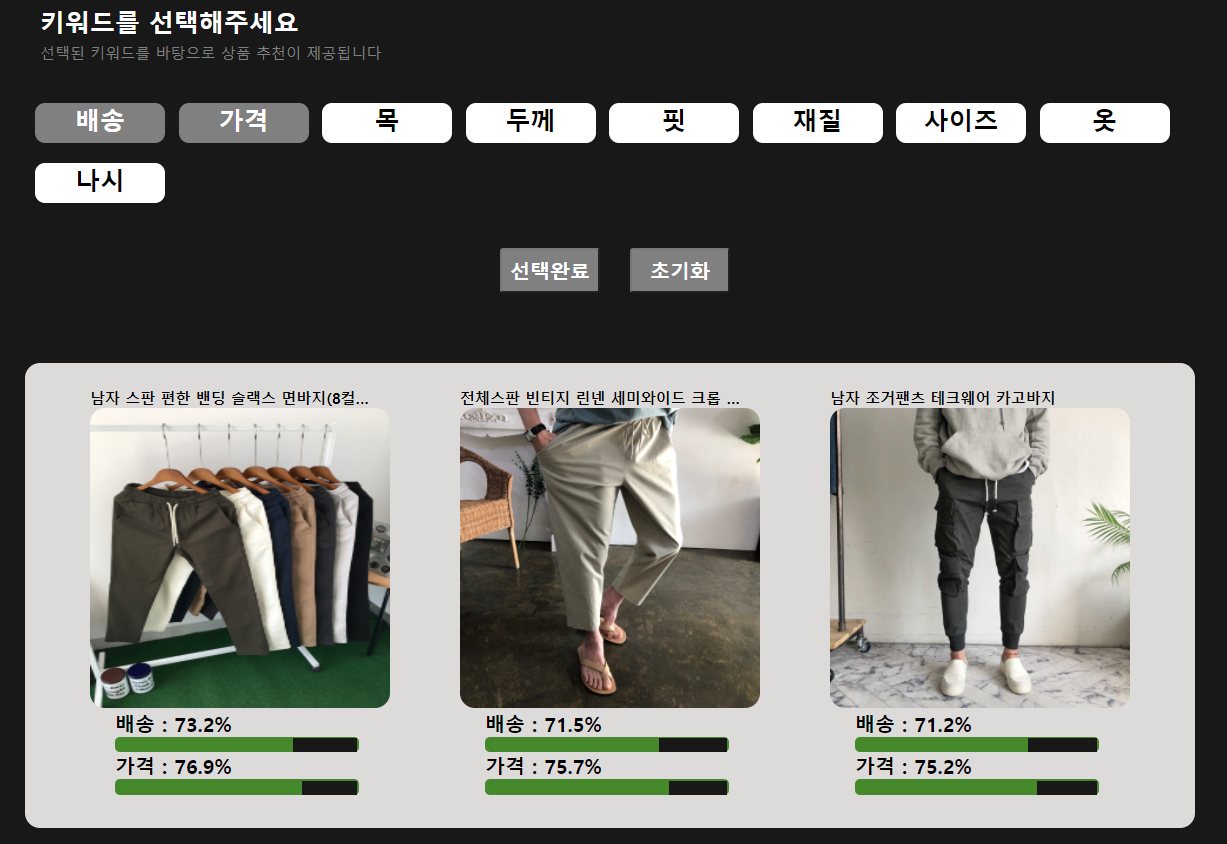 키워드를 선택해주세요
선택된 키워드를 바탕으로 상품 추천이 제공됩니다
배송 가격 목 두께 핏 재질 사이즈 옷
나시
선택완료 초기화
남자 스판 편한 밴딩 슬랙스 면바지(8컬...
전체스판 빈티지 린넨 세미와이드 크롭 ...
남자 조거팬츠 테크웨어 카고바지
배송 : 73.2%
가격 : 76.9%
배송 : 71.5%
가격 : 75.7%
배송 : 71.2%
가격 : 75.2%